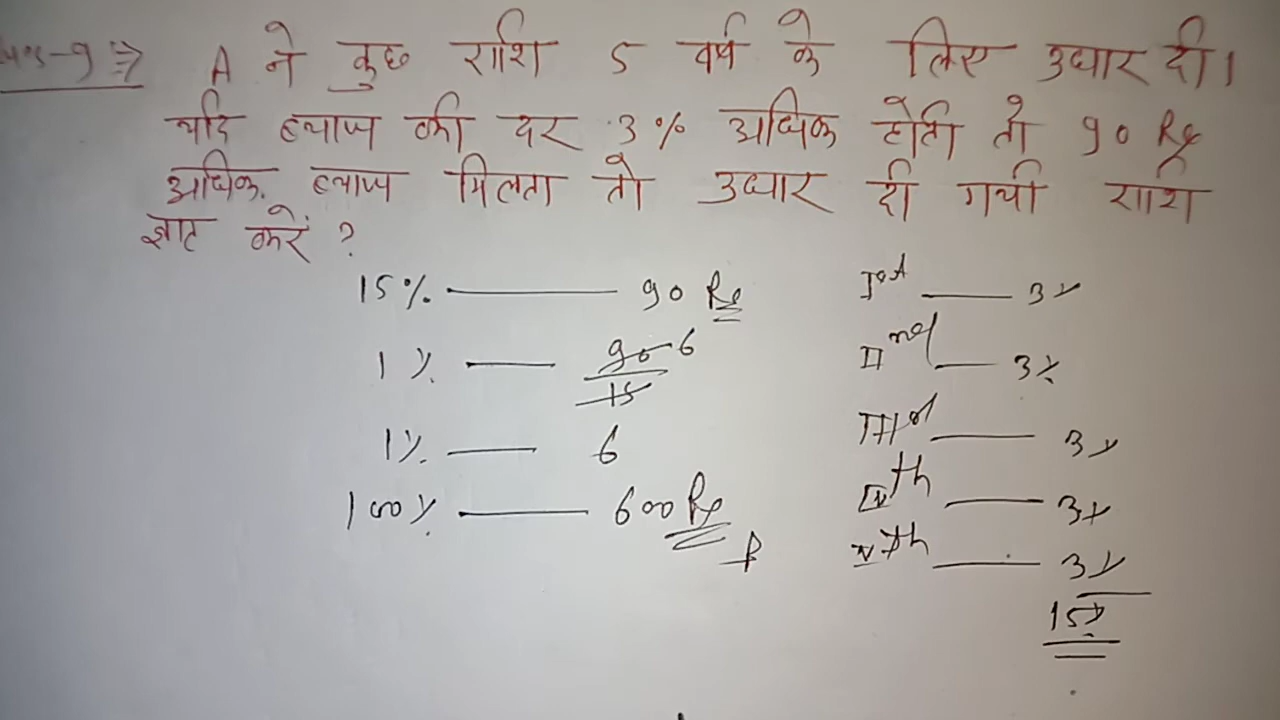 Ques-9 ⇒ A ने कुछ राशि 5 वर्ष के लिए उधार दी।
यदि ब्याज की दर 3% अधिक होती तो 90 Rs
अधिक ब्याज मिलता तो उधार दी गयी राशि
ज्ञात करें ?
15% — 90 Rs
1% — 90/15 6
1% — 6
100% — 600 Rs
P
Ist — 3%
IInd — 3%
IIIrd — 3%
IVth — 3%
Vth — 3%
15%